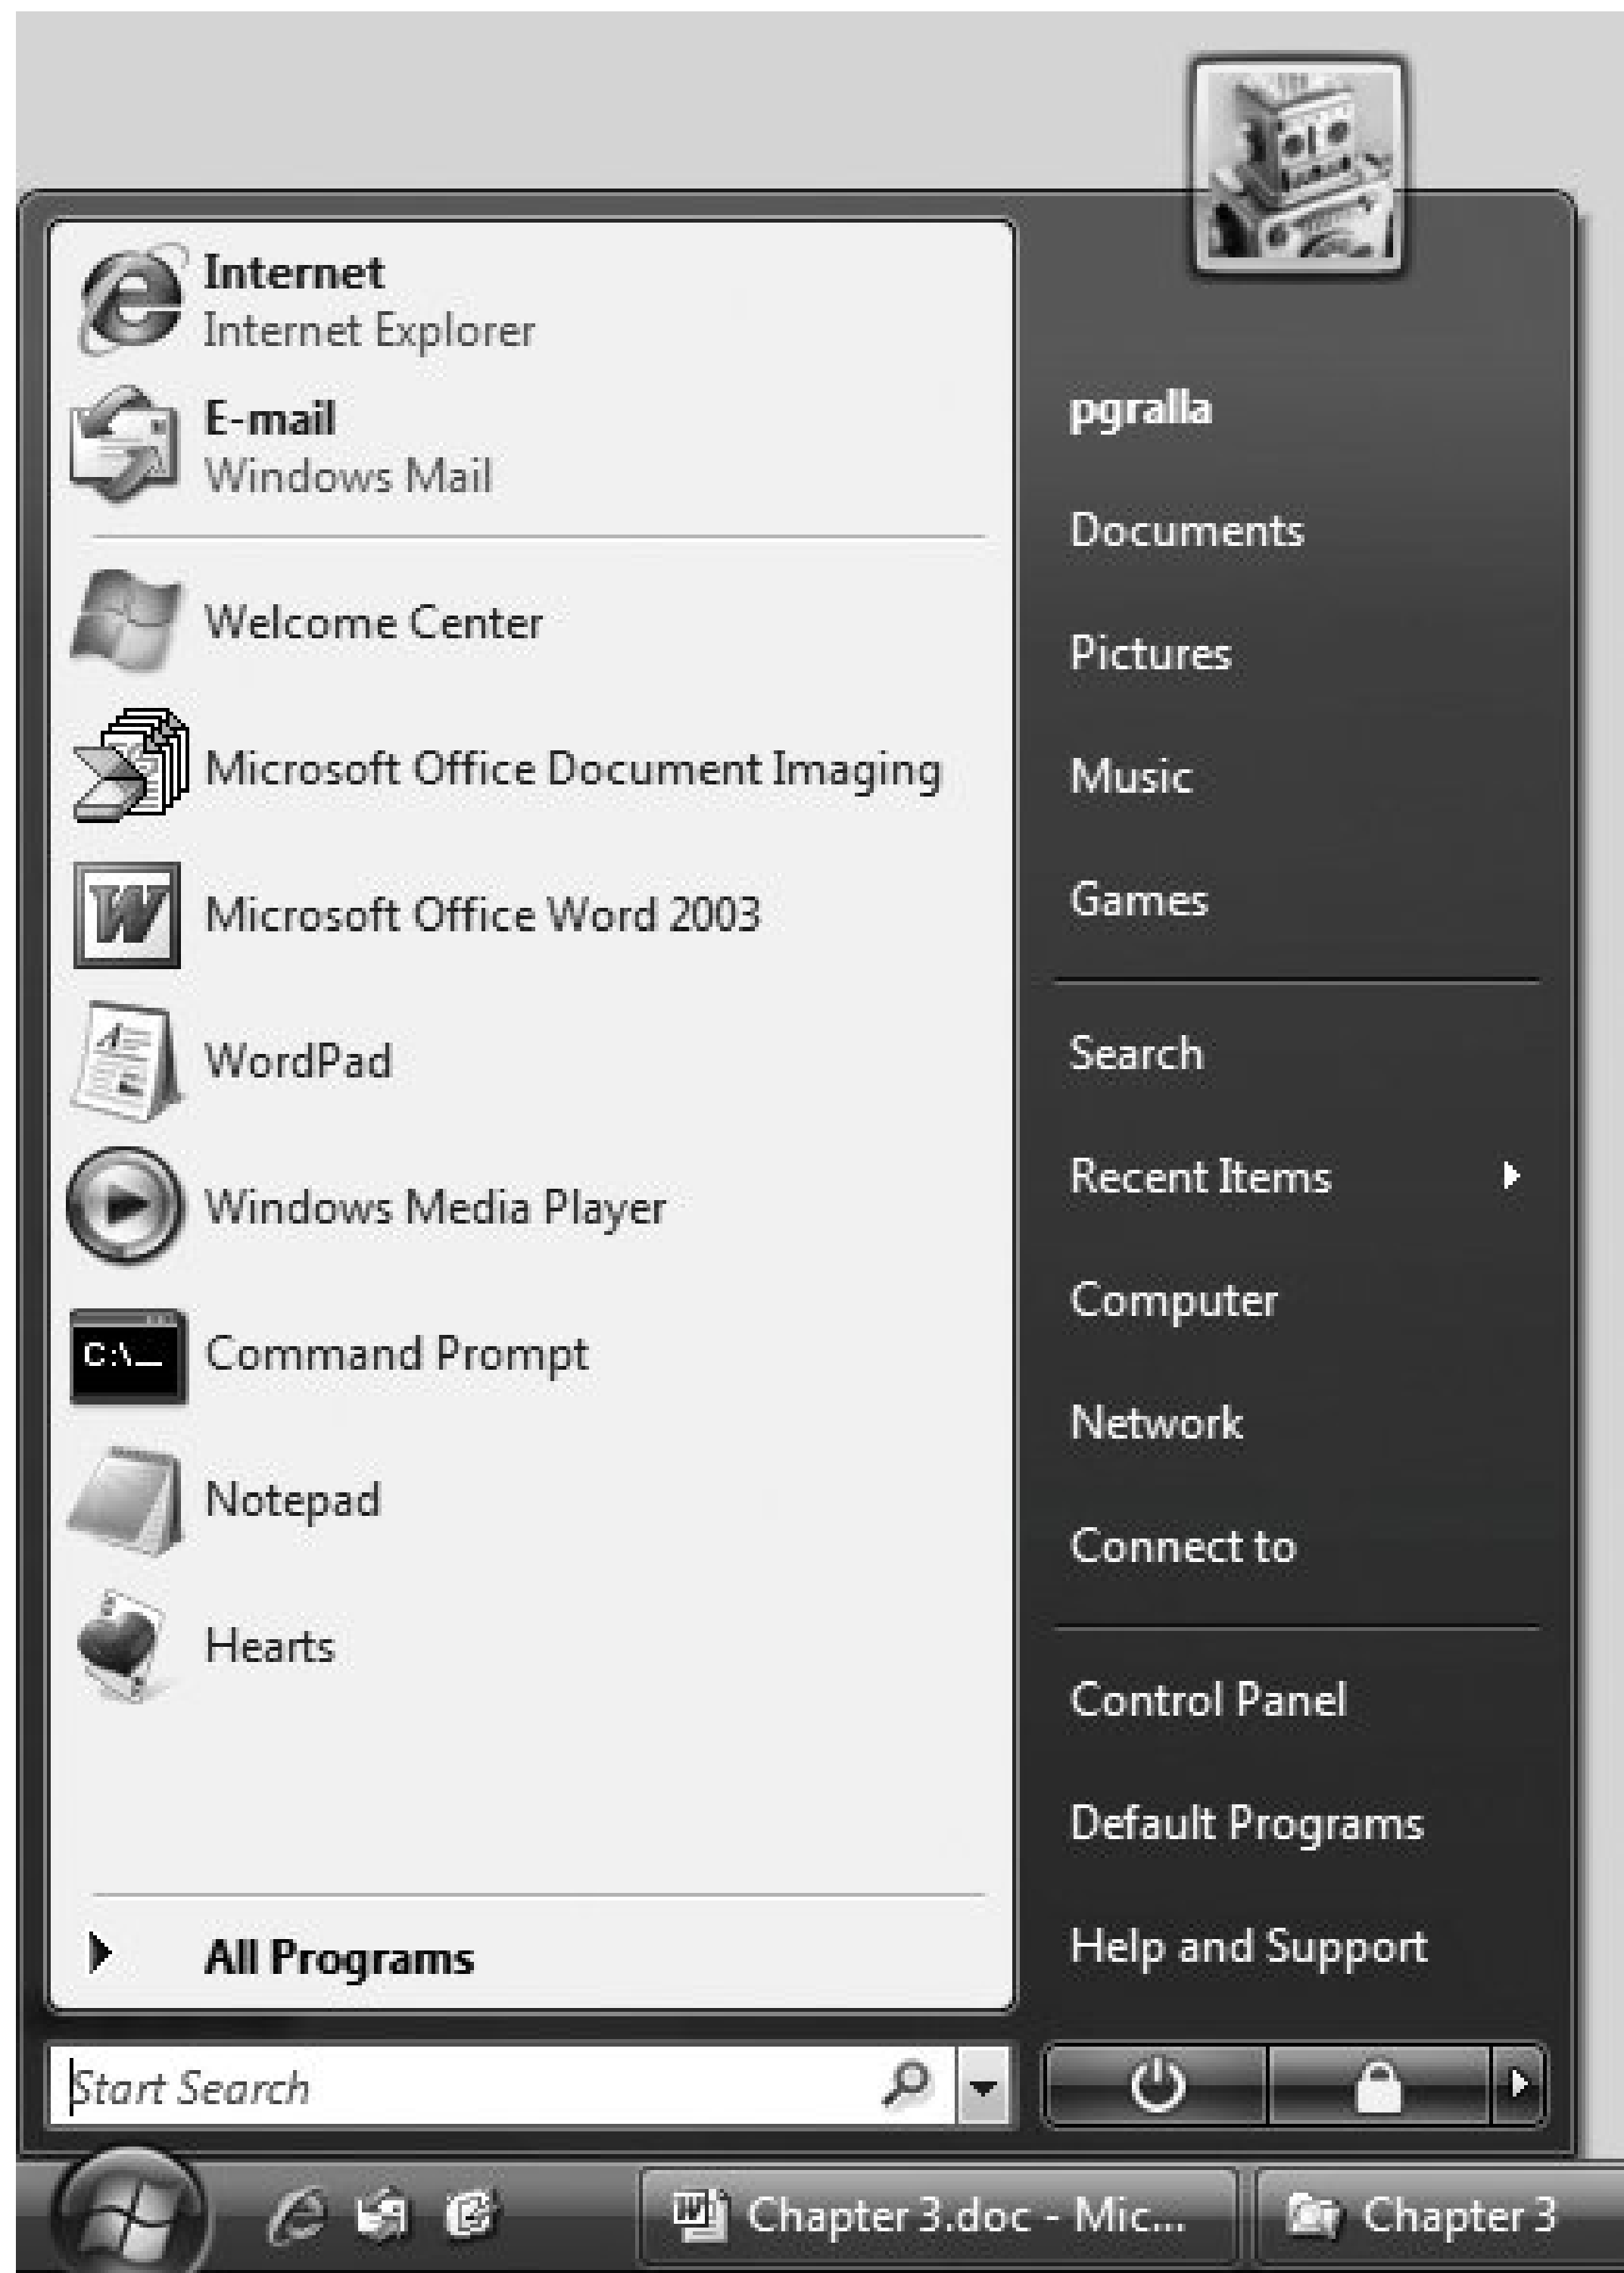 Internet
Internet Explorer
E-mail
Windows Mail
Welcome Center
Microsoft Office Document Imaging
Microsoft Office Word 2003
WordPad
Windows Media Player
C:\_
Command Prompt
Notepad
Hearts
All Programs
Start Search
pgralla
Documents
Pictures
Music
Games
Search
Recent Items
Computer
Network
Connect to
Control Panel
Default Programs
Help and Support
Chapter 3.doc - Mic...
Chapter 3